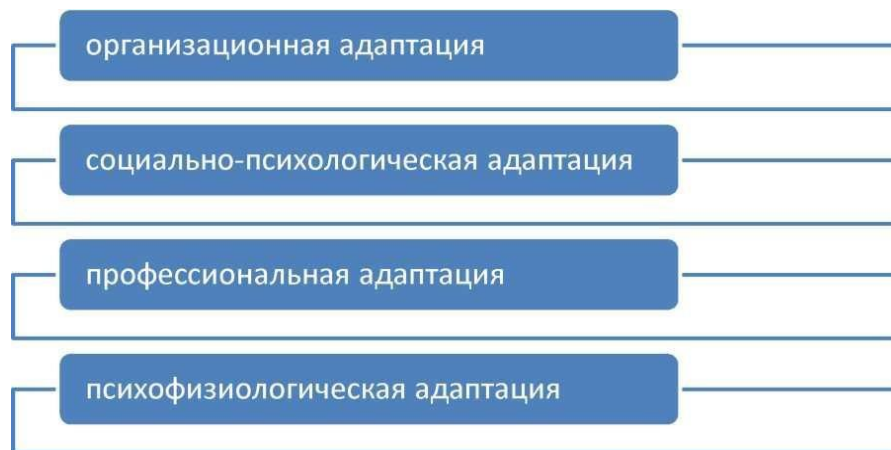 организационная адаптация
социально-психологическая адаптация
профессиональная адаптация
психофизиологическая адаптация